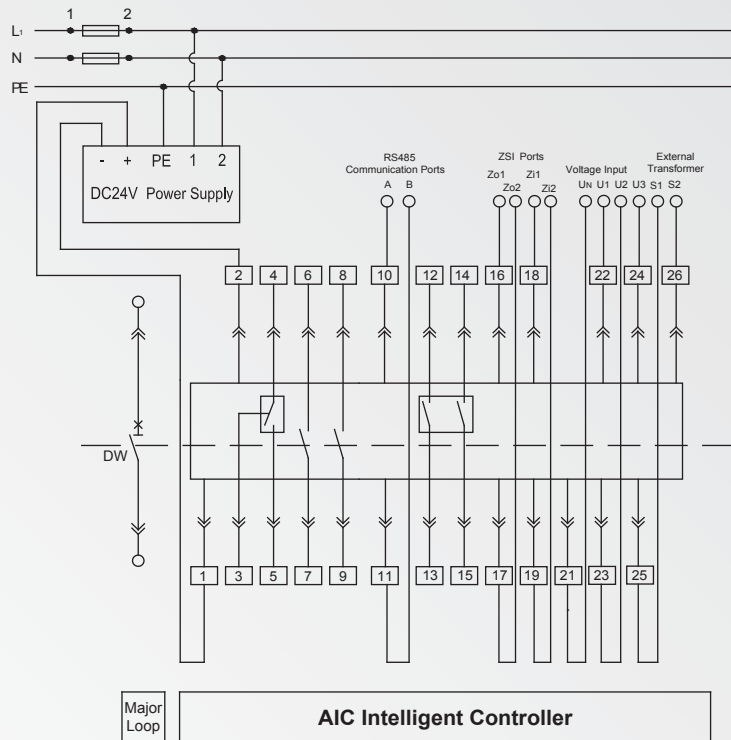 1 2
L1
N
PE
- + PE 1 2
DC24V Power Supply
RS485
Communication Ports
A B
ZSI Ports
Zo1 Zi1
Zo2 Zi2
Voltage Input
External
Transformer
UN U1 U2 U3 S1 S2
2 4 6 8 10 12 14 16 18 22 24 26
DW
1 3 5 7 9 11 13 15 17 19 21 23 25
Major
Loop
AIC Intelligent Controller